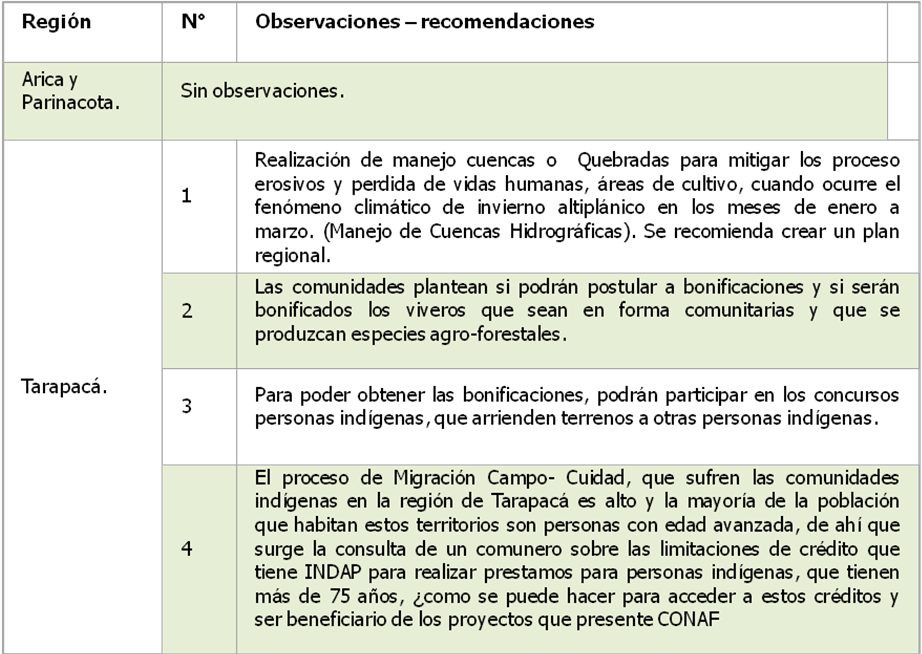 Región N° Observaciones – recomendaciones
Arica y
Parinacota.
Sin observaciones.
Tarapacá.
1
Realización de manejo cuencas o Quebradas para mitigar los proceso
erosivos y perdida de vidas humanas, áreas de cultivo, cuando ocurre el
fenómeno climático de invierno altiplánico en los meses de enero a
marzo. (Manejo de Cuencas Hidrográficas). Se recomienda crear un plan
regional.
2
Las comunidades plantean si podrán postular a bonificaciones y si serán
bonificados los viveros que sean en forma comunitarias y que se
produzcan especies agro-forestales.
3
Para poder obtener las bonificaciones, podrán participar en los concursos
personas indígenas, que arrienden terrenos a otras personas indígenas.
4
El proceso de Migración Campo- Cuidad, que sufren las comunidades
indígenas en la región de Tarapacá es alto y la mayoría de la población
que habitan estos territorios son personas con edad avanzada, de ahí que
surge la consulta de un comunero sobre las limitaciones de crédito que
tiene INDAP para realizar prestamos para personas indígenas, que tienen
más de 75 años, ¿como se puede hacer para acceder a estos créditos y
ser beneficiario de los proyectos que presente CONAF